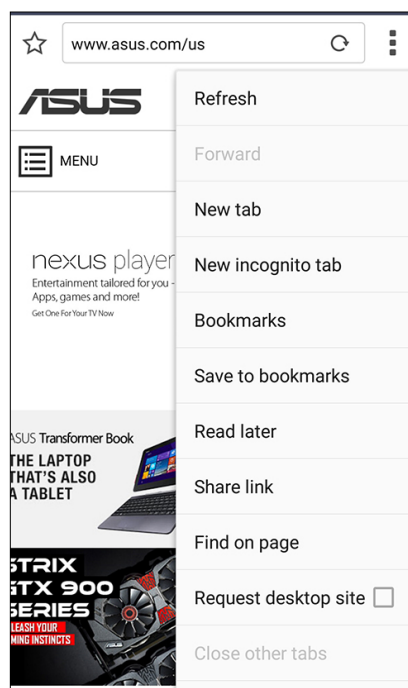 www.asus.com/us
ASUS
MENU
nexus player
Entertainment tailored for you -
Apps, games and more!
Get One For Your TV Now
ASUS Transformer Book
THE LAPTOP
THAT'S ALSO
A TABLET
STRIX
GTX 900
SERIES
LEASH YOUR
MING INSTINCTS
Refresh
Forward
New tab
New incognito tab
Bookmarks
Save to bookmarks
Read later
Share link
Find on page
Request desktop site
Close other tabs